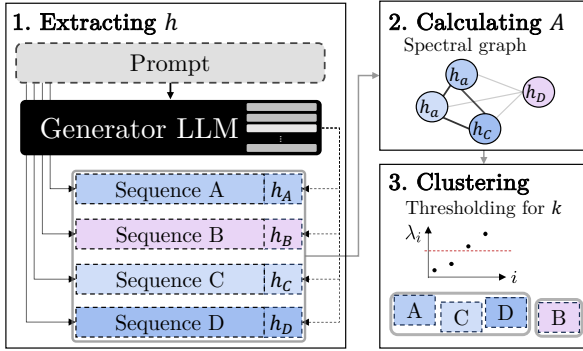 1. Extracting h
Prompt
Generator LLM
Sequence A h_A
Sequence B h_B
Sequence C h_C
Sequence D h_D
2. Calculating A
Spectral graph
h_a
h_a
h_D
h_C
3. Clustering
Thresholding for k
λ_i
i
A
C
D
B